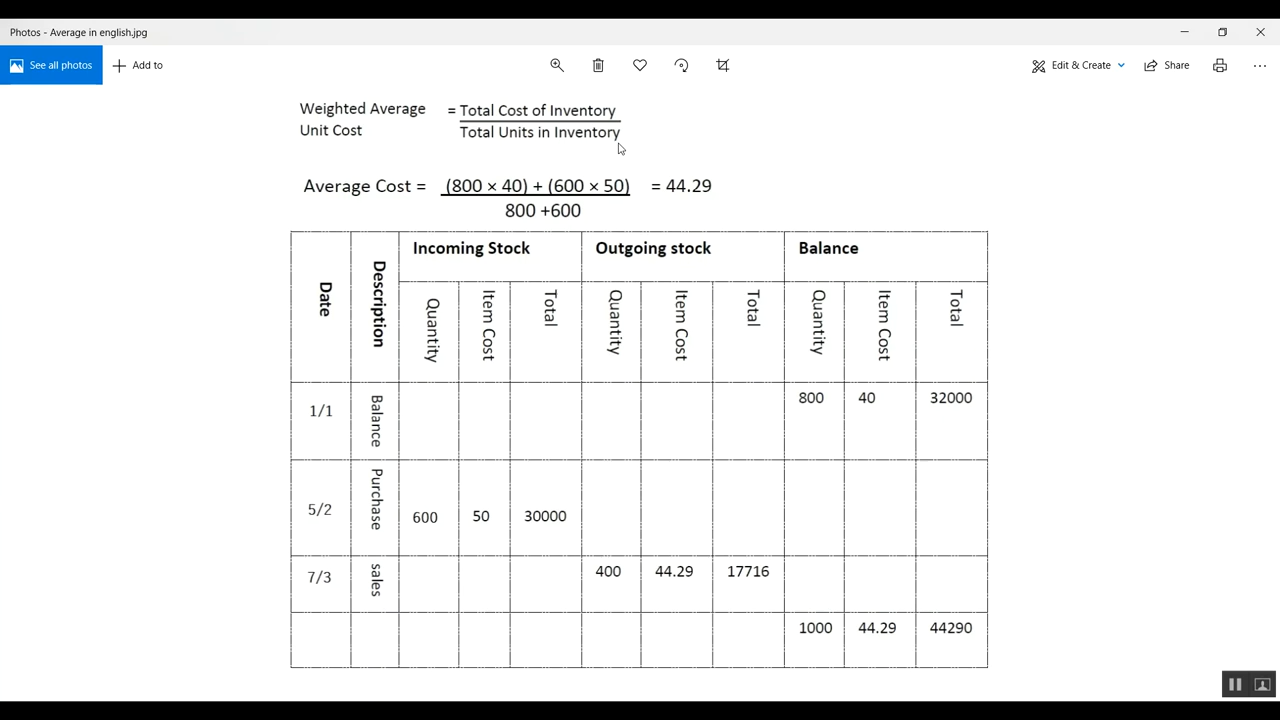 Photos - Average in english.jpg
See all photos
Add to
Edit & Create
Share
Weighted Average = Total Cost of Inventory
Unit Cost Total Units in Inventory
Average Cost = (800 × 40) + (600 × 50) = 44.29
800 +600
Date Description Incoming Stock Outgoing stock Balance
Quantity Item Cost Total Quantity Item Cost Total Quantity Item Cost Total
1/1 Balance 800 40 32000
5/2 Purchase 600 50 30000
7/3 sales 400 44.29 17716
1000 44.29 44290